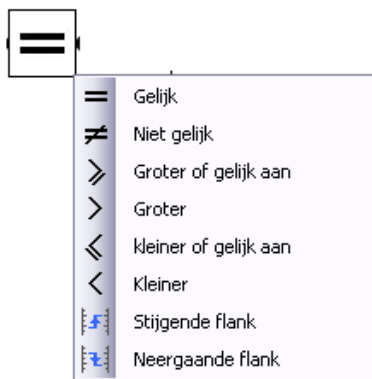 =
= Gelijk
≠ Niet gelijk
⩾ Groter of gelijk aan
> Groter
⩽ kleiner of gelijk aan
< Kleiner
Stijgende flank
Neergaande flank